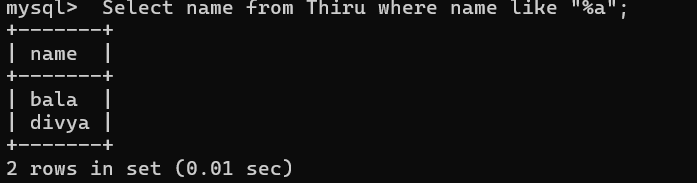 mysql>  Select name from Thiru where name like "%a";
+-------+
| name  |
+-------+
| bala  |
| divya |
+-------+
2 rows in set (0.01 sec)